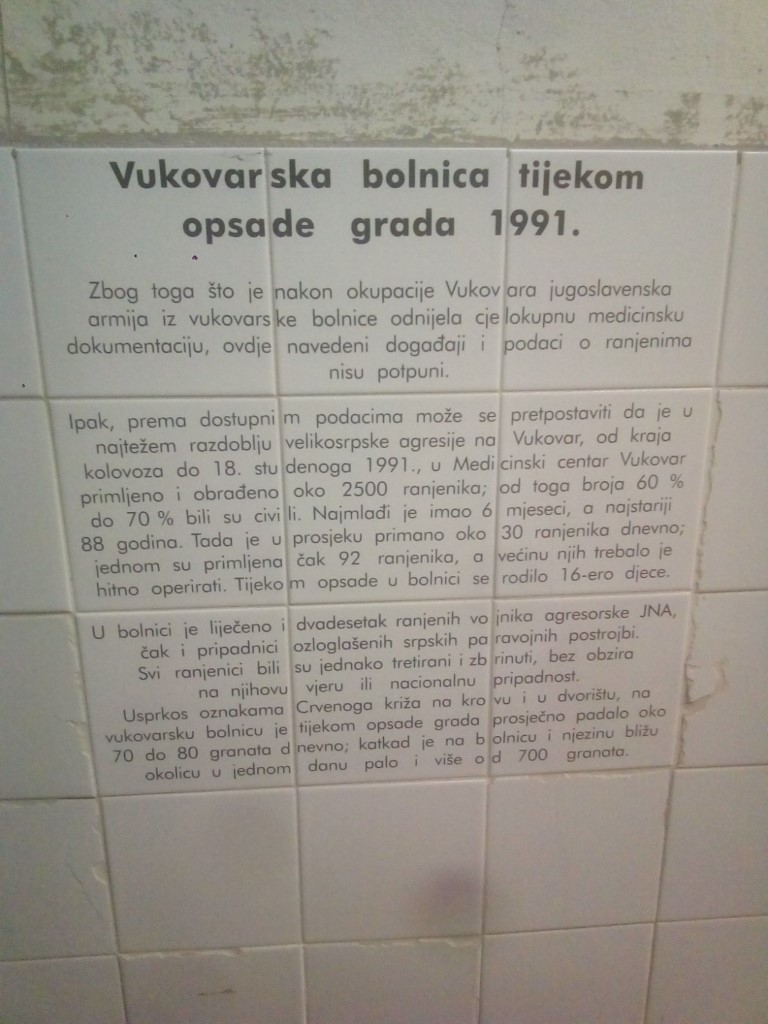 Vukovarska bolnica tijekom
opsade grada 1991.
Zbog toga što je nakon okupacije Vukovara jugoslavenska
armija iz vukovarske bolnice odnijela cjelokupnu medicinsku
dokumentaciju, ovdje navedeni događaji i podaci o ranjenima
nisu potpuni.
Ipak, prema dostupnim podacima može se pretpostaviti da je u
najtežem razdoblju velikosrpske agresije na Vukovar, od kraja
kolovoza do 18. studenoga 1991., u Medicinski centar Vukovar
primljeno i obrađeno oko 2500 ranjenika; od toga broja 60 %
do 70 % bili su civili. Najmlađi je imao 6 mjeseci, a najstariji
88 godina. Tada je u prosjeku primano oko 30 ranjenika dnevno;
jednom su primljena čak 92 ranjenika, a većinu njih trebalo je
hitno operirati. Tijekom opsade u bolnici se rodilo 16-ero djece.
U bolnici je liječeno i dvadesetak ranjenih vojnika agresorske JNA,
čak i pripadnici ozloglašenih srpskih paravojnih postrojbi.
Svi ranjenici bili su jednako tretirani i zbrinuti, bez obzira
na njihovu vjeru ili nacionalnu pripadnost.
Usprkos oznakama Crvenoga križa na krovu i u dvorištu, na
vukovarsku bolnicu je tijekom opsade grada prosječno padalo oko
70 do 80 granata dnevno; katkad je na bolnicu i njezinu bližu
okolicu u jednom danu palo i više od 700 granata.